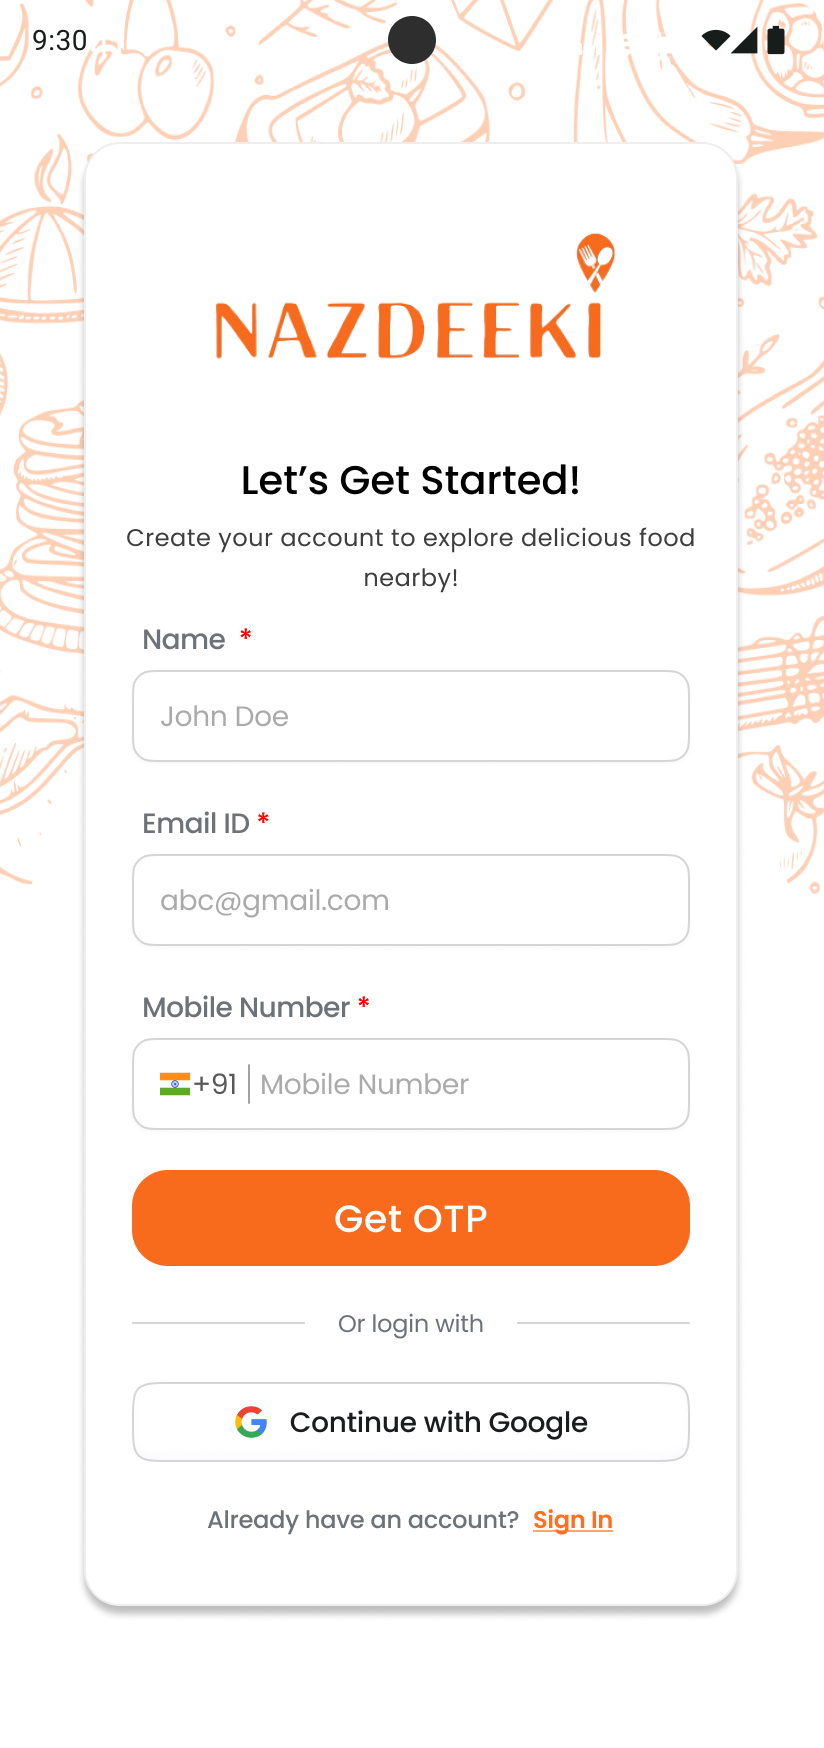 9:30
NAZDEEKI
Let’s Get Started!
Create your account to explore delicious food
nearby!
Name *
John Doe
Email ID *
abc@gmail.com
Mobile Number *
+91 Mobile Number
Get OTP
Or login with
Continue with Google
Already have an account? Sign In